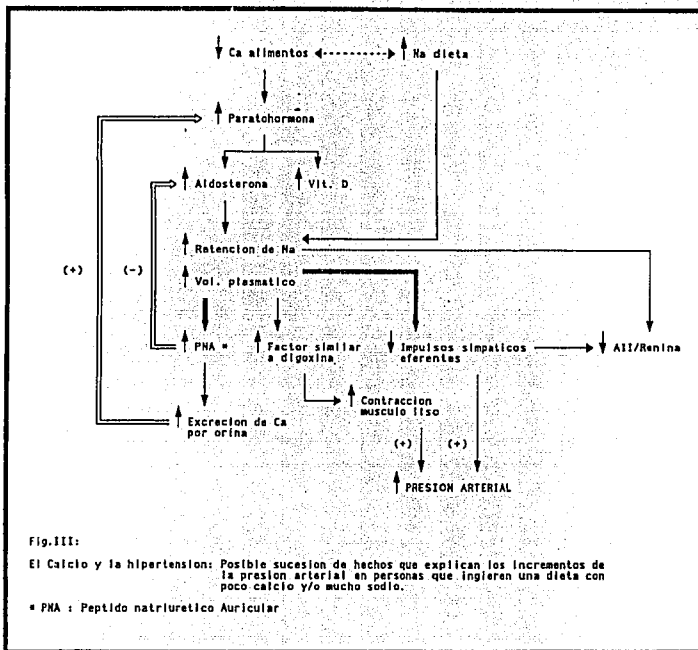 Ca alimentos Na dieta
Paratohormona
Aldosterona Vit. D
Retencion de Na
(+) (-) Vol. plasmatico
PNA * Factor similar a digoxina Impulsos simpaticos eferentes AII/Renina
Contraccion musculo liso
Excrecion de Ca por orina
(+) (+)
PRESION ARTERIAL
Fig.III:
El Calcio y la hipertension: Posible sucesion de hechos que explican los incrementos de
la presion arterial en personas que ingieren una dieta con
poco calcio y/o mucho sodio.
* PNA : Peptido natriuretico Auricular